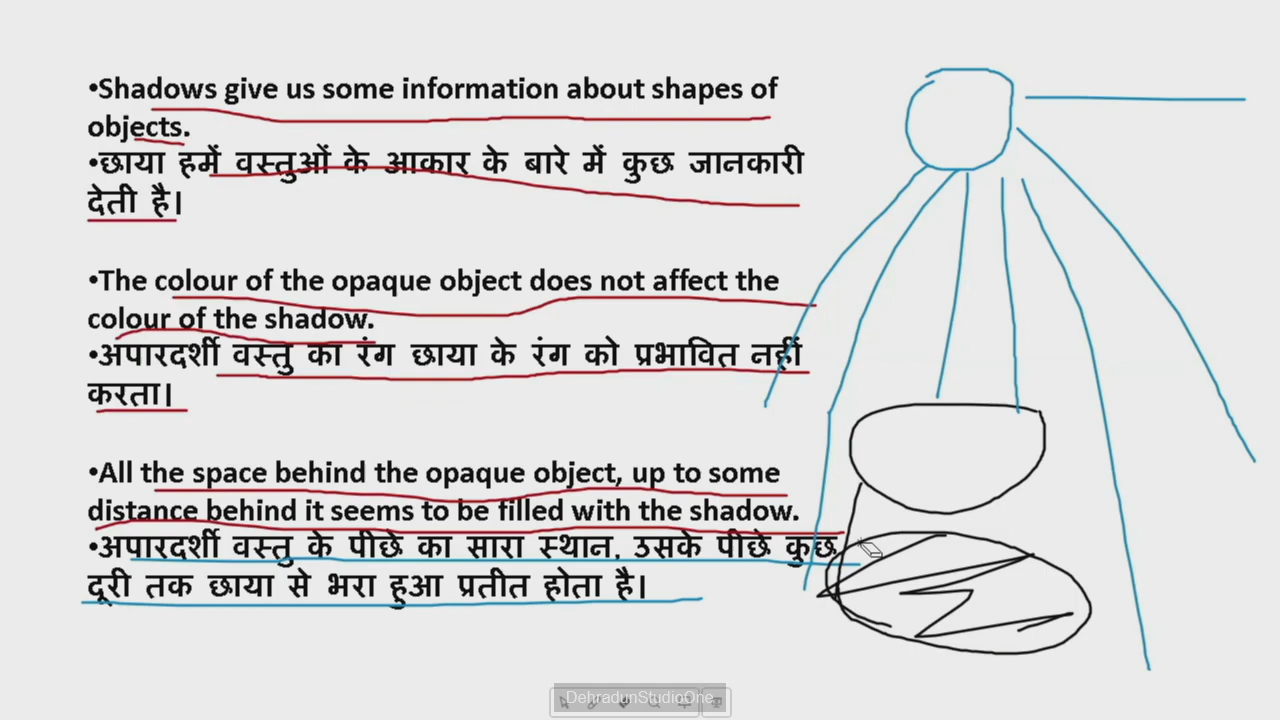 •Shadows give us some information about shapes of
objects.
•छाया हमें वस्तुओं के आकार के बारे में कुछ जानकारी
देती है।
•The colour of the opaque object does not affect the
colour of the shadow.
•अपारदर्शी वस्तु का रंग छाया के रंग को प्रभावित नहीं
करता।
•All the space behind the opaque object, up to some
distance behind it seems to be filled with the shadow.
•अपारदर्शी वस्तु के पीछे का सारा स्थान, उसके पीछे कुछ
दूरी तक छाया से भरा हुआ प्रतीत होता है।
DehradunStudioOne